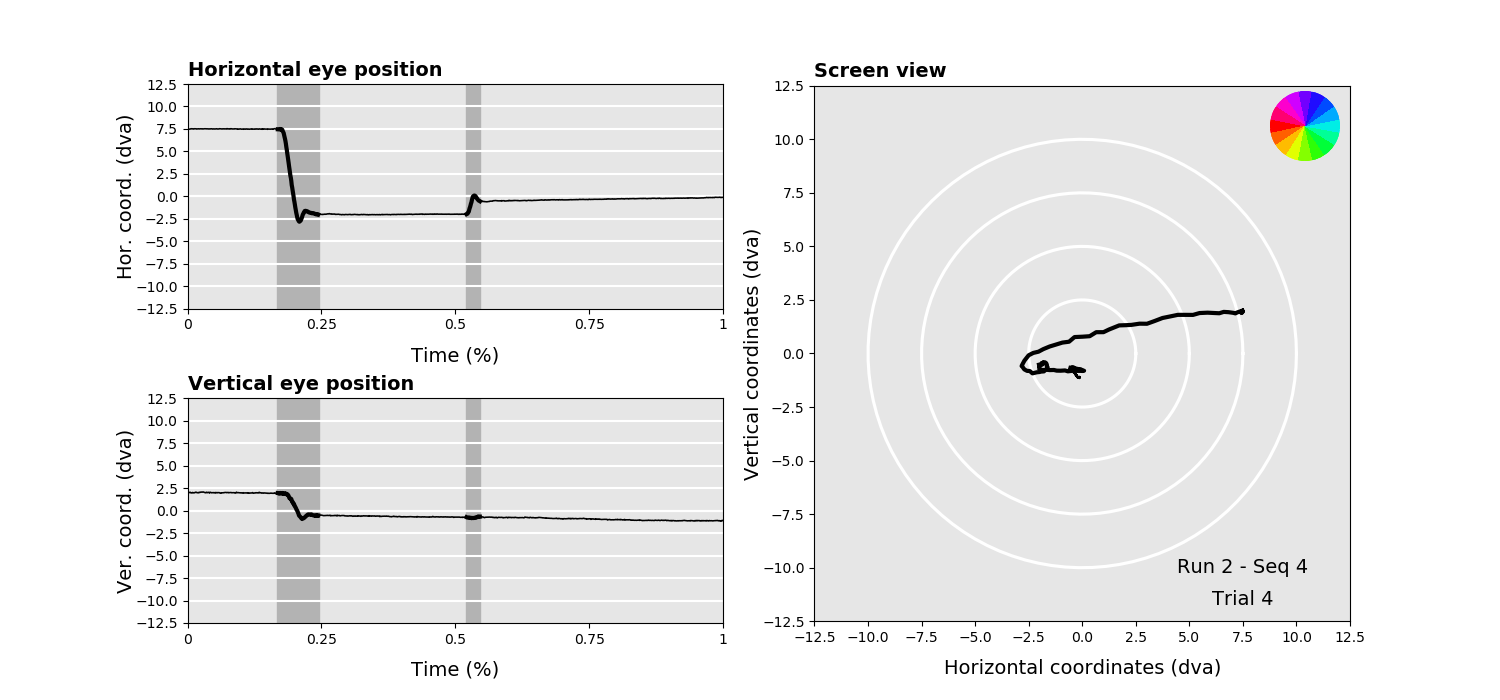 Horizontal eye position
12.5
10.0
7.5
5.0
2.5
0.0
−2.5
−5.0
−7.5
−10.0
−12.5
Hor. coord. (dva)
0 0.25 0.5 0.75 1
Time (%)
Vertical eye position
12.5
10.0
7.5
5.0
2.5
0.0
−2.5
−5.0
−7.5
−10.0
−12.5
Ver. coord. (dva)
0 0.25 0.5 0.75 1
Time (%)
Screen view
12.5
10.0
7.5
5.0
2.5
0.0
−2.5
−5.0
−7.5
−10.0
−12.5
Vertical coordinates (dva)
Run 2 - Seq 4
Trial 4
−12.5 −10.0 −7.5 −5.0 −2.5 0.0 2.5 5.0 7.5 10.0 12.5
Horizontal coordinates (dva)